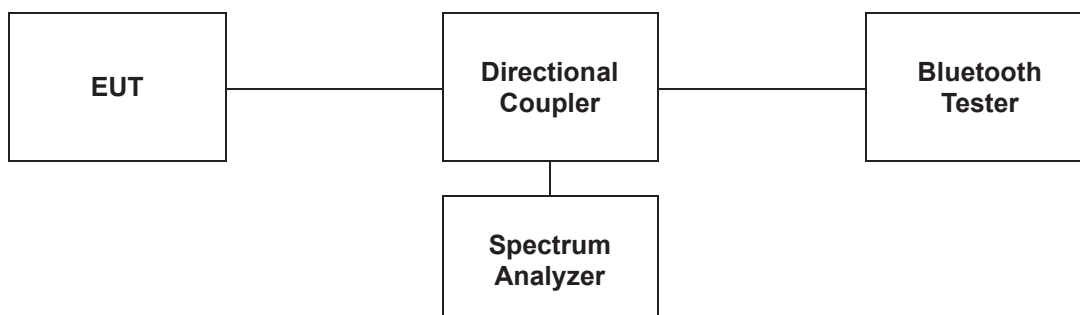 EUT
Directional
Coupler
Bluetooth
Tester
Spectrum
Analyzer